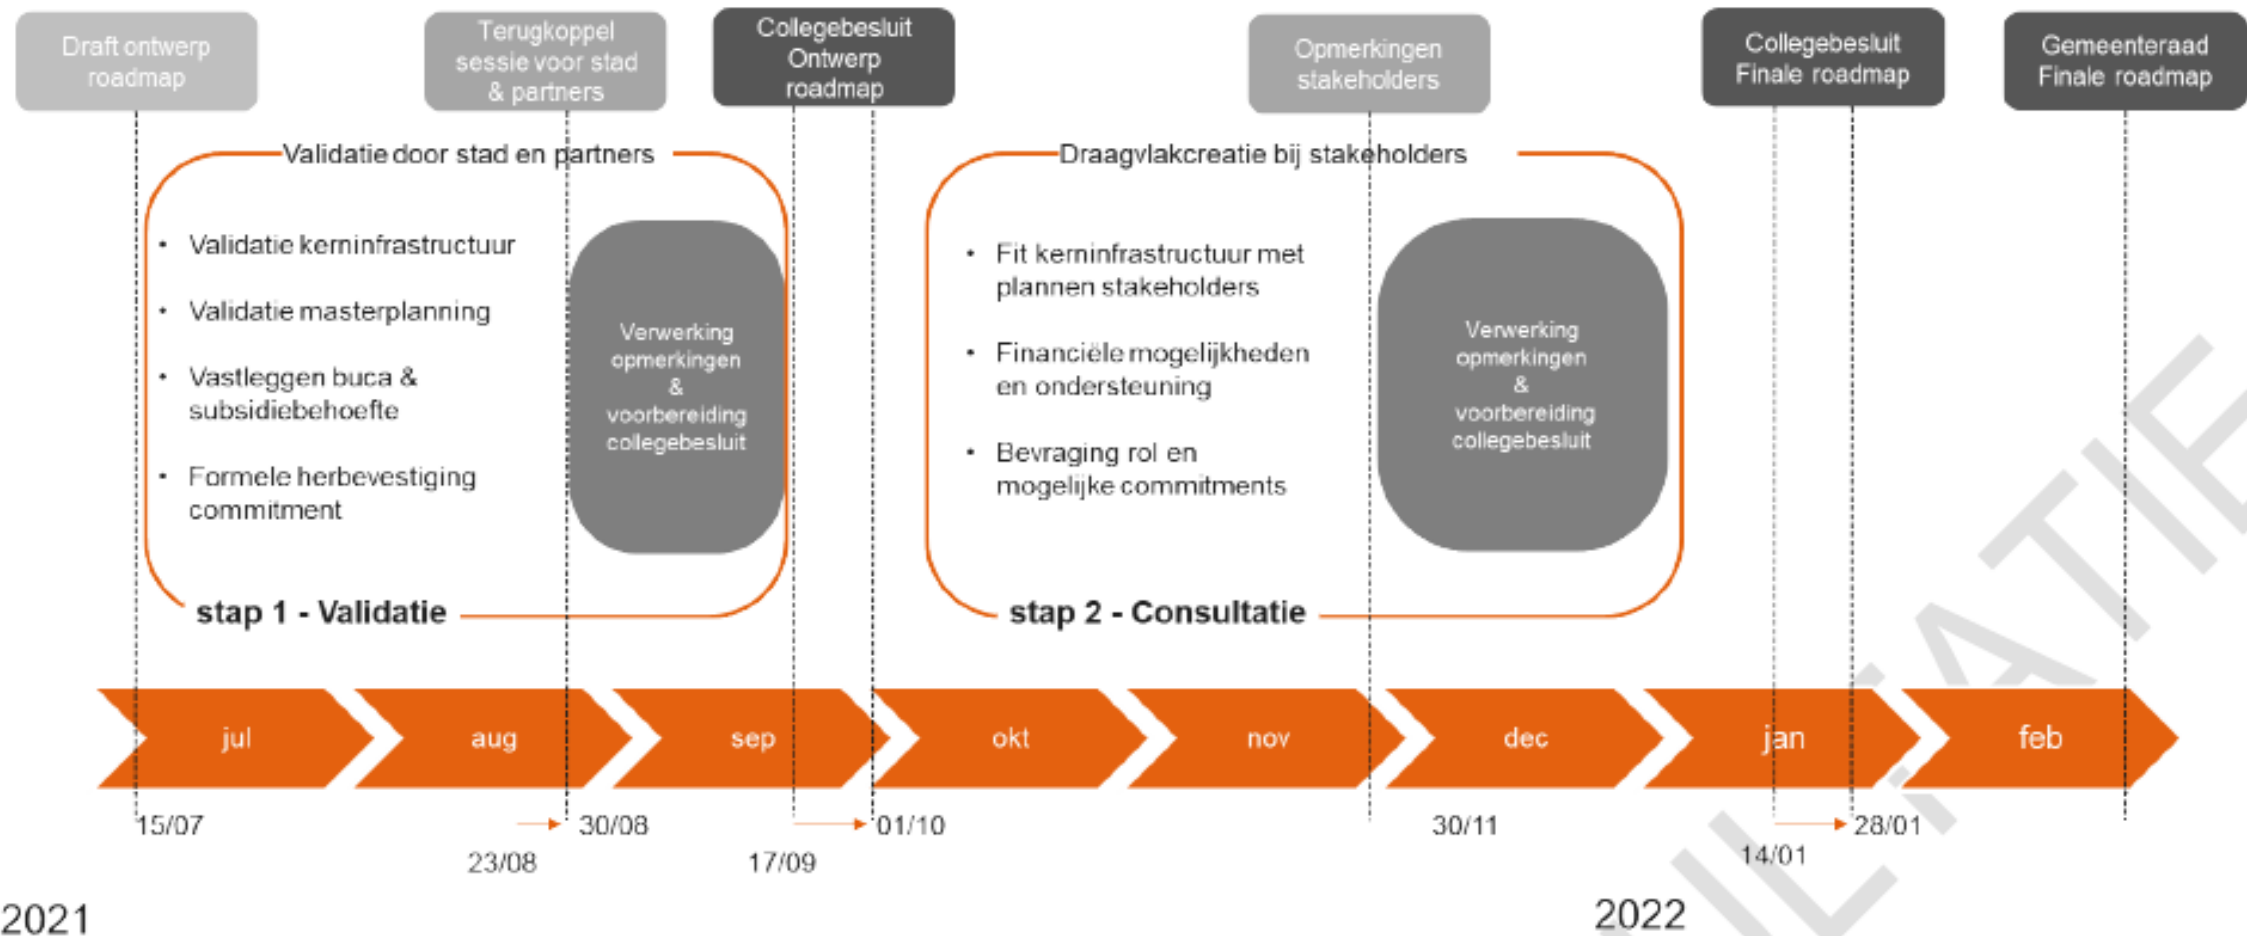 Draft ontwerp
roadmap
Terugkoppel
sessie voor stad
& partners
Collegebesluit
Ontwerp
roadmap
Opmerkingen
stakeholders
Collegebesluit
Finale roadmap
Gemeenteraad
Finale roadmap
Validatie door stad en partners
• Validatie kerninfrastructuur
• Validatie masterplanning
• Vastleggen buca &
subsidiebehoefte
• Formele herbevestiging
commitment
Verwerking
opmerkingen
&
voorbereiding
collegebesluit
stap 1 - Validatie
Draagvlakcreatie bij stakeholders
• Fit kerninfrastructuur met
plannen stakeholders
• Financiële mogelijkheden
en ondersteuning
• Bevraging rol en
mogelijke commitments
Verwerking
opmerkingen
&
voorbereiding
collegebesluit
stap 2 - Consultatie
jul
aug
sep
okt
nov
dec
jan
feb
15/07
23/08
30/08
17/09
01/10
30/11
14/01
28/01
2021
2022